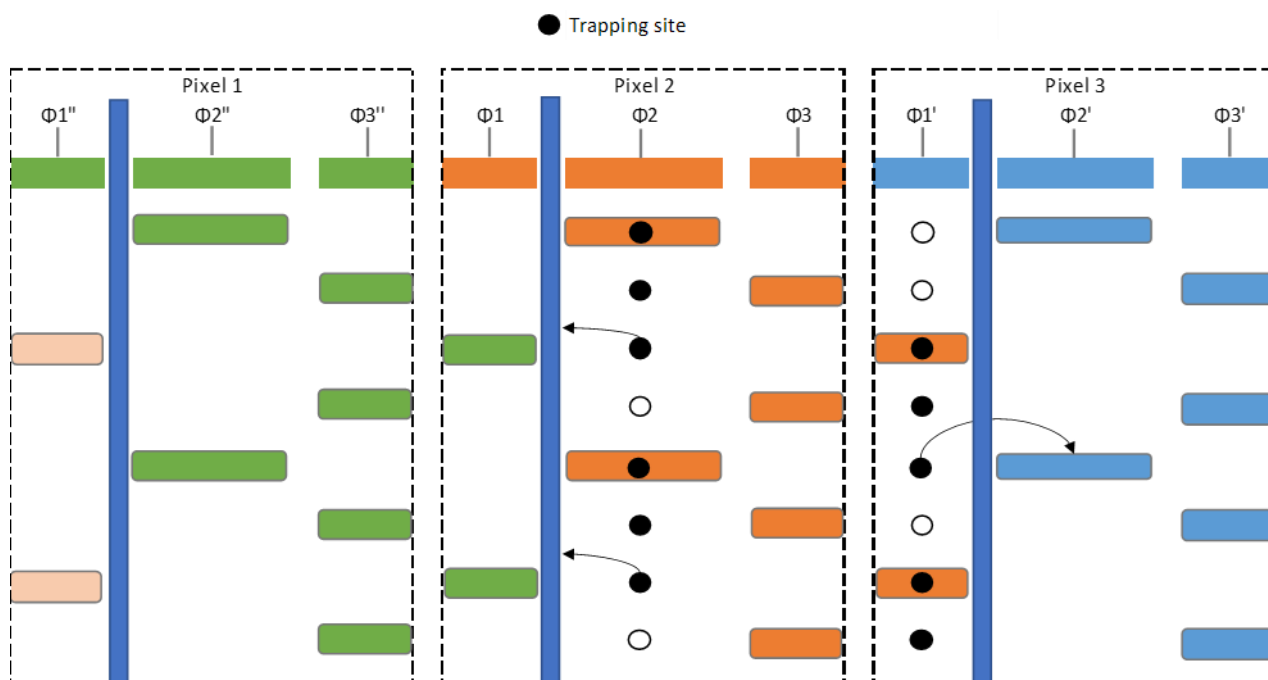 Trapping site
Pixel 1
Pixel 2
Pixel 3
Φ1"
Φ2"
Φ3''
Φ1
Φ2
Φ3
Φ1'
Φ2'
Φ3'